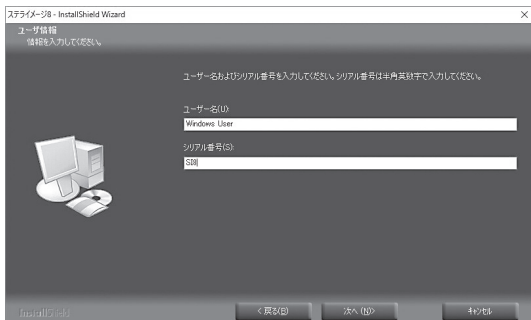 ステライメージ8 - InstallShield Wizard
ユーザ情報
情報を入力してください。
ユーザー名およびシリアル番号を入力してください。シリアル番号は半角英数字で入力してください。
ユーザー名(U):
Windows User
シリアル番号(S):
InstallShield
< 戻る(B)
次へ (N)>
キャンセル